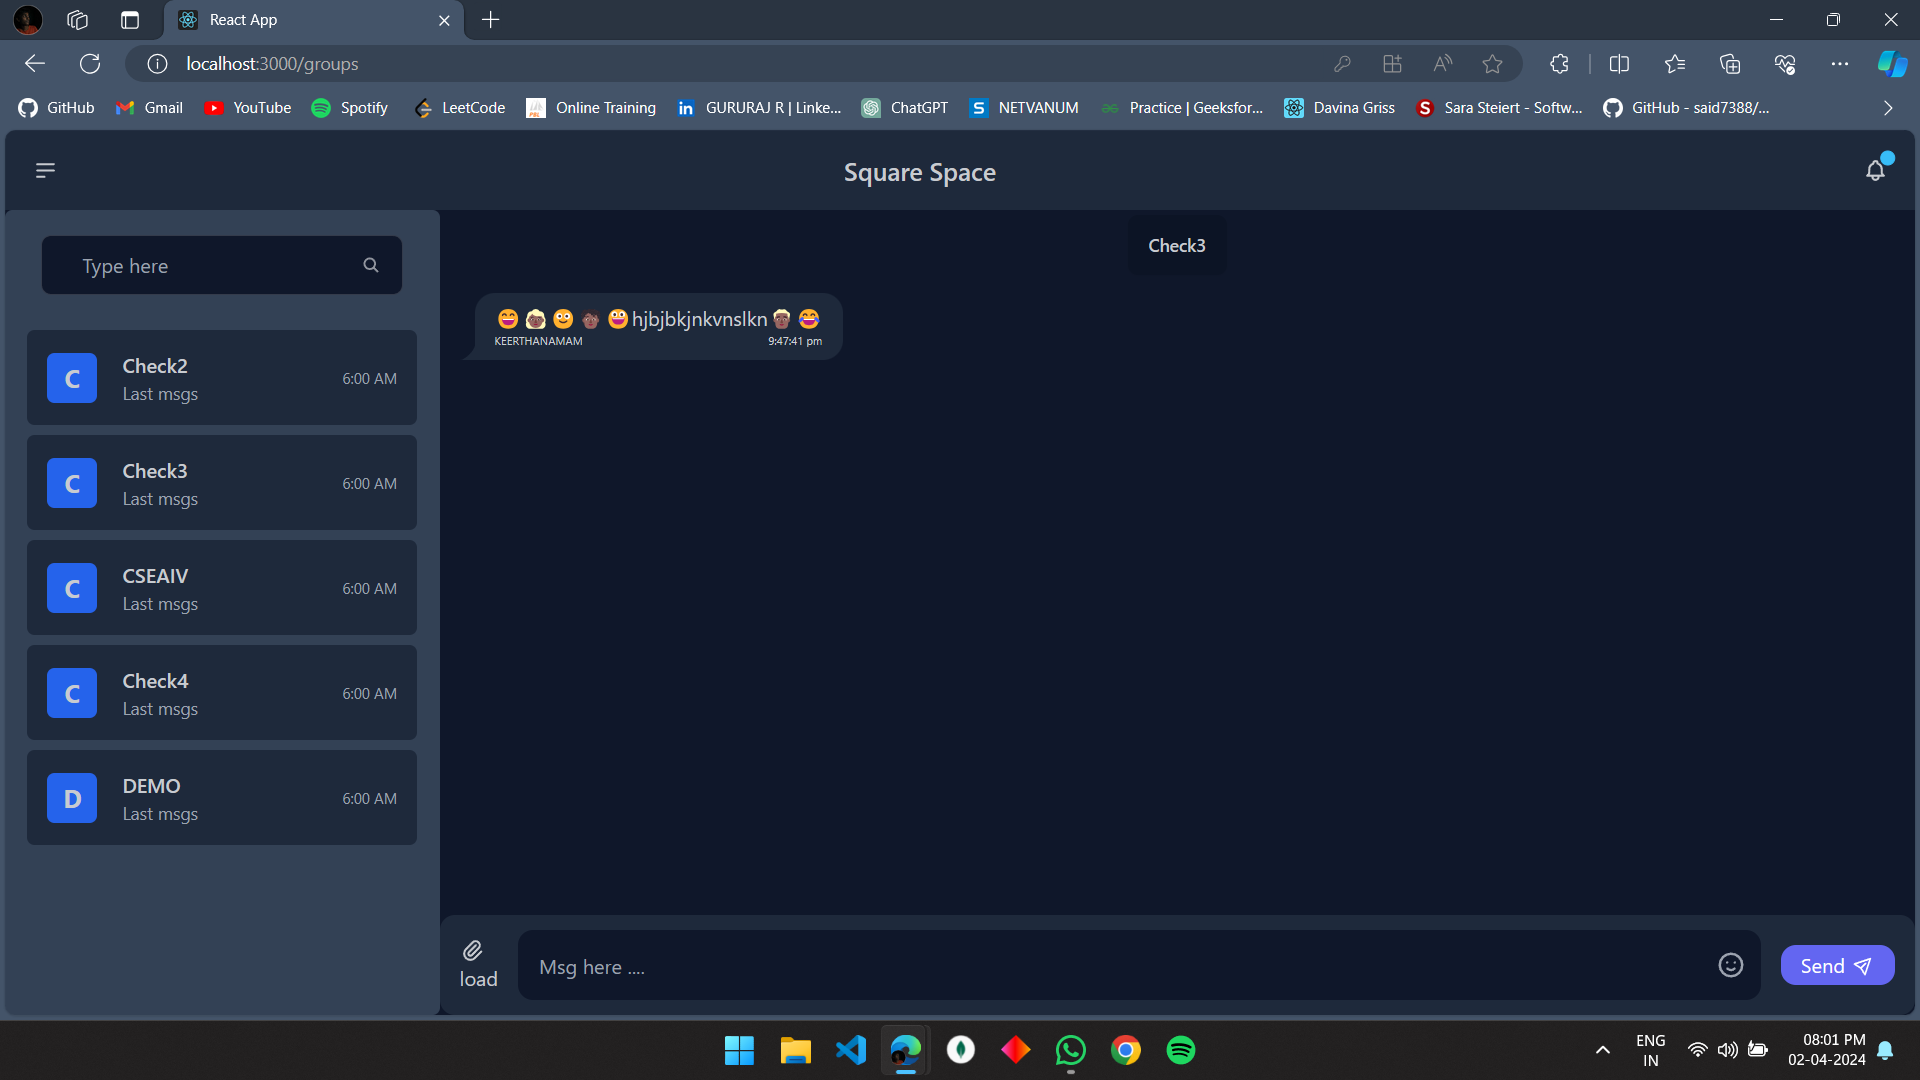 React App
localhost:3000/groups
GitHub
Gmail
YouTube
Spotify
LeetCode
Online Training
GURURAJ R | Linke...
ChatGPT
NETVANUM
Practice | Geeksfor...
Davina Griss
Sara Steiert - Softw...
GitHub - said7388/...
Square Space
Type here
C
Check2
Last msgs
6:00 AM
C
Check3
Last msgs
6:00 AM
C
CSEAIV
Last msgs
6:00 AM
C
Check4
Last msgs
6:00 AM
D
DEMO
Last msgs
6:00 AM
Check3
😄👩🏽‍🦳🙂👩🏿‍🦱😀hjbjbkjnkvnslkn👨🏽‍🦳😂
KEERTHANAMAM
9:47:41 pm
load
Msg here ....
Send
ENG
IN
08:01 PM
02-04-2024